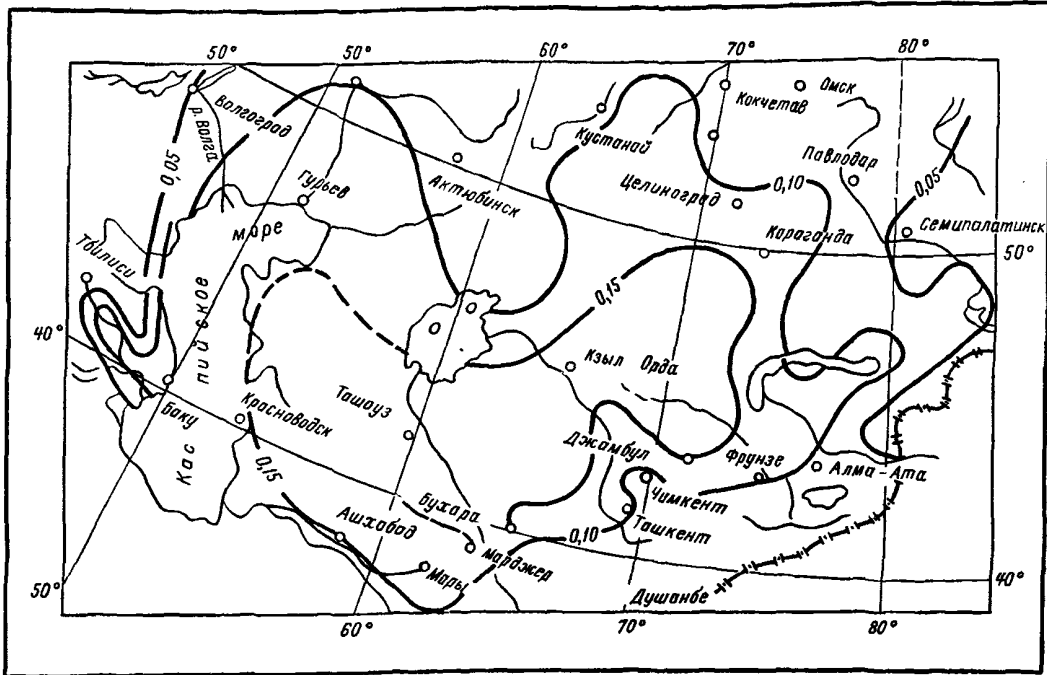 50° 50° 60° 70° 80°
Омск
Кокчетав
Волгоград
р. Волга
Кустанай
Павлодар
0,05
Гурьев
Актюбинск
Целиноград
0,10
0,05
Семипалатинск
море
Караганда
Тбилиси
50°
0,15
пийское
40°
Кзыл Орда
Ташауз
Баку
Красноводск
Кас
Джамбул
Фрунзе
Алма-Ата
0,15
Бухара
Чимкент
Ашхабад
0,10
Ташкент
Марджер
Мары
40°
50°
Душанбе
60° 70° 80°